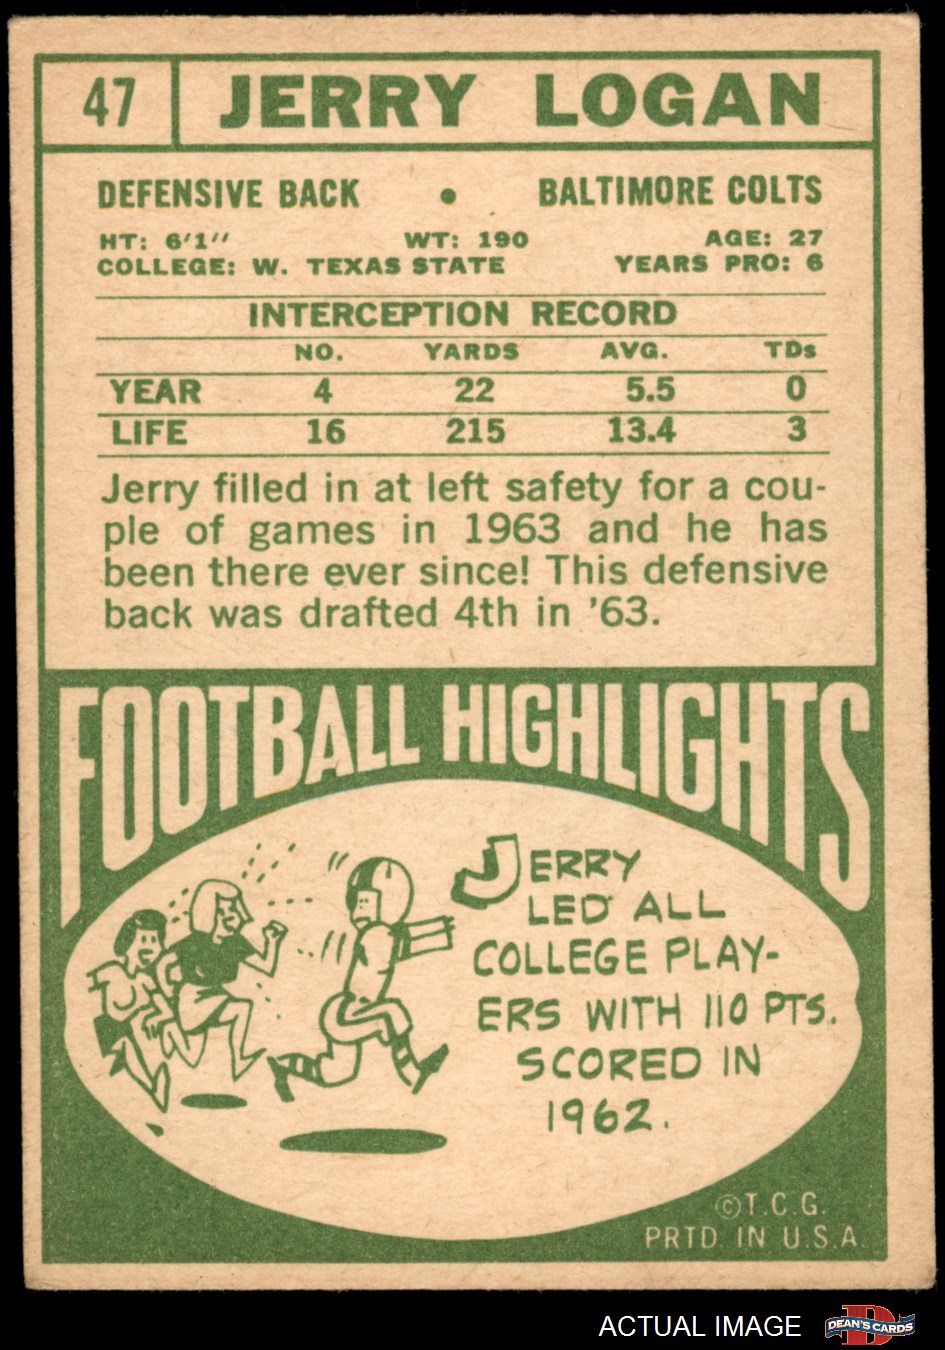 47 JERRY LOGAN
DEFENSIVE BACK • BALTIMORE COLTS
HT: 6'1" WT: 190 AGE: 27
COLLEGE: W. TEXAS STATE YEARS PRO: 6
INTERCEPTION RECORD
NO. YARDS AVG. TDs
YEAR 4 22 5.5 0
LIFE 16 215 13.4 3
Jerry filled in at left safety for a cou-
ple of games in 1963 and he has
been there ever since! This defensive
back was drafted 4th in '63.
FOOTBALL HIGHLIGHTS
JERRY
LED ALL
COLLEGE PLAY-
ERS WITH 110 PTS.
SCORED IN
1962.
©T.C.G.
PRTD. IN U.S.A.
ACTUAL IMAGE
DEAN'S CARDS